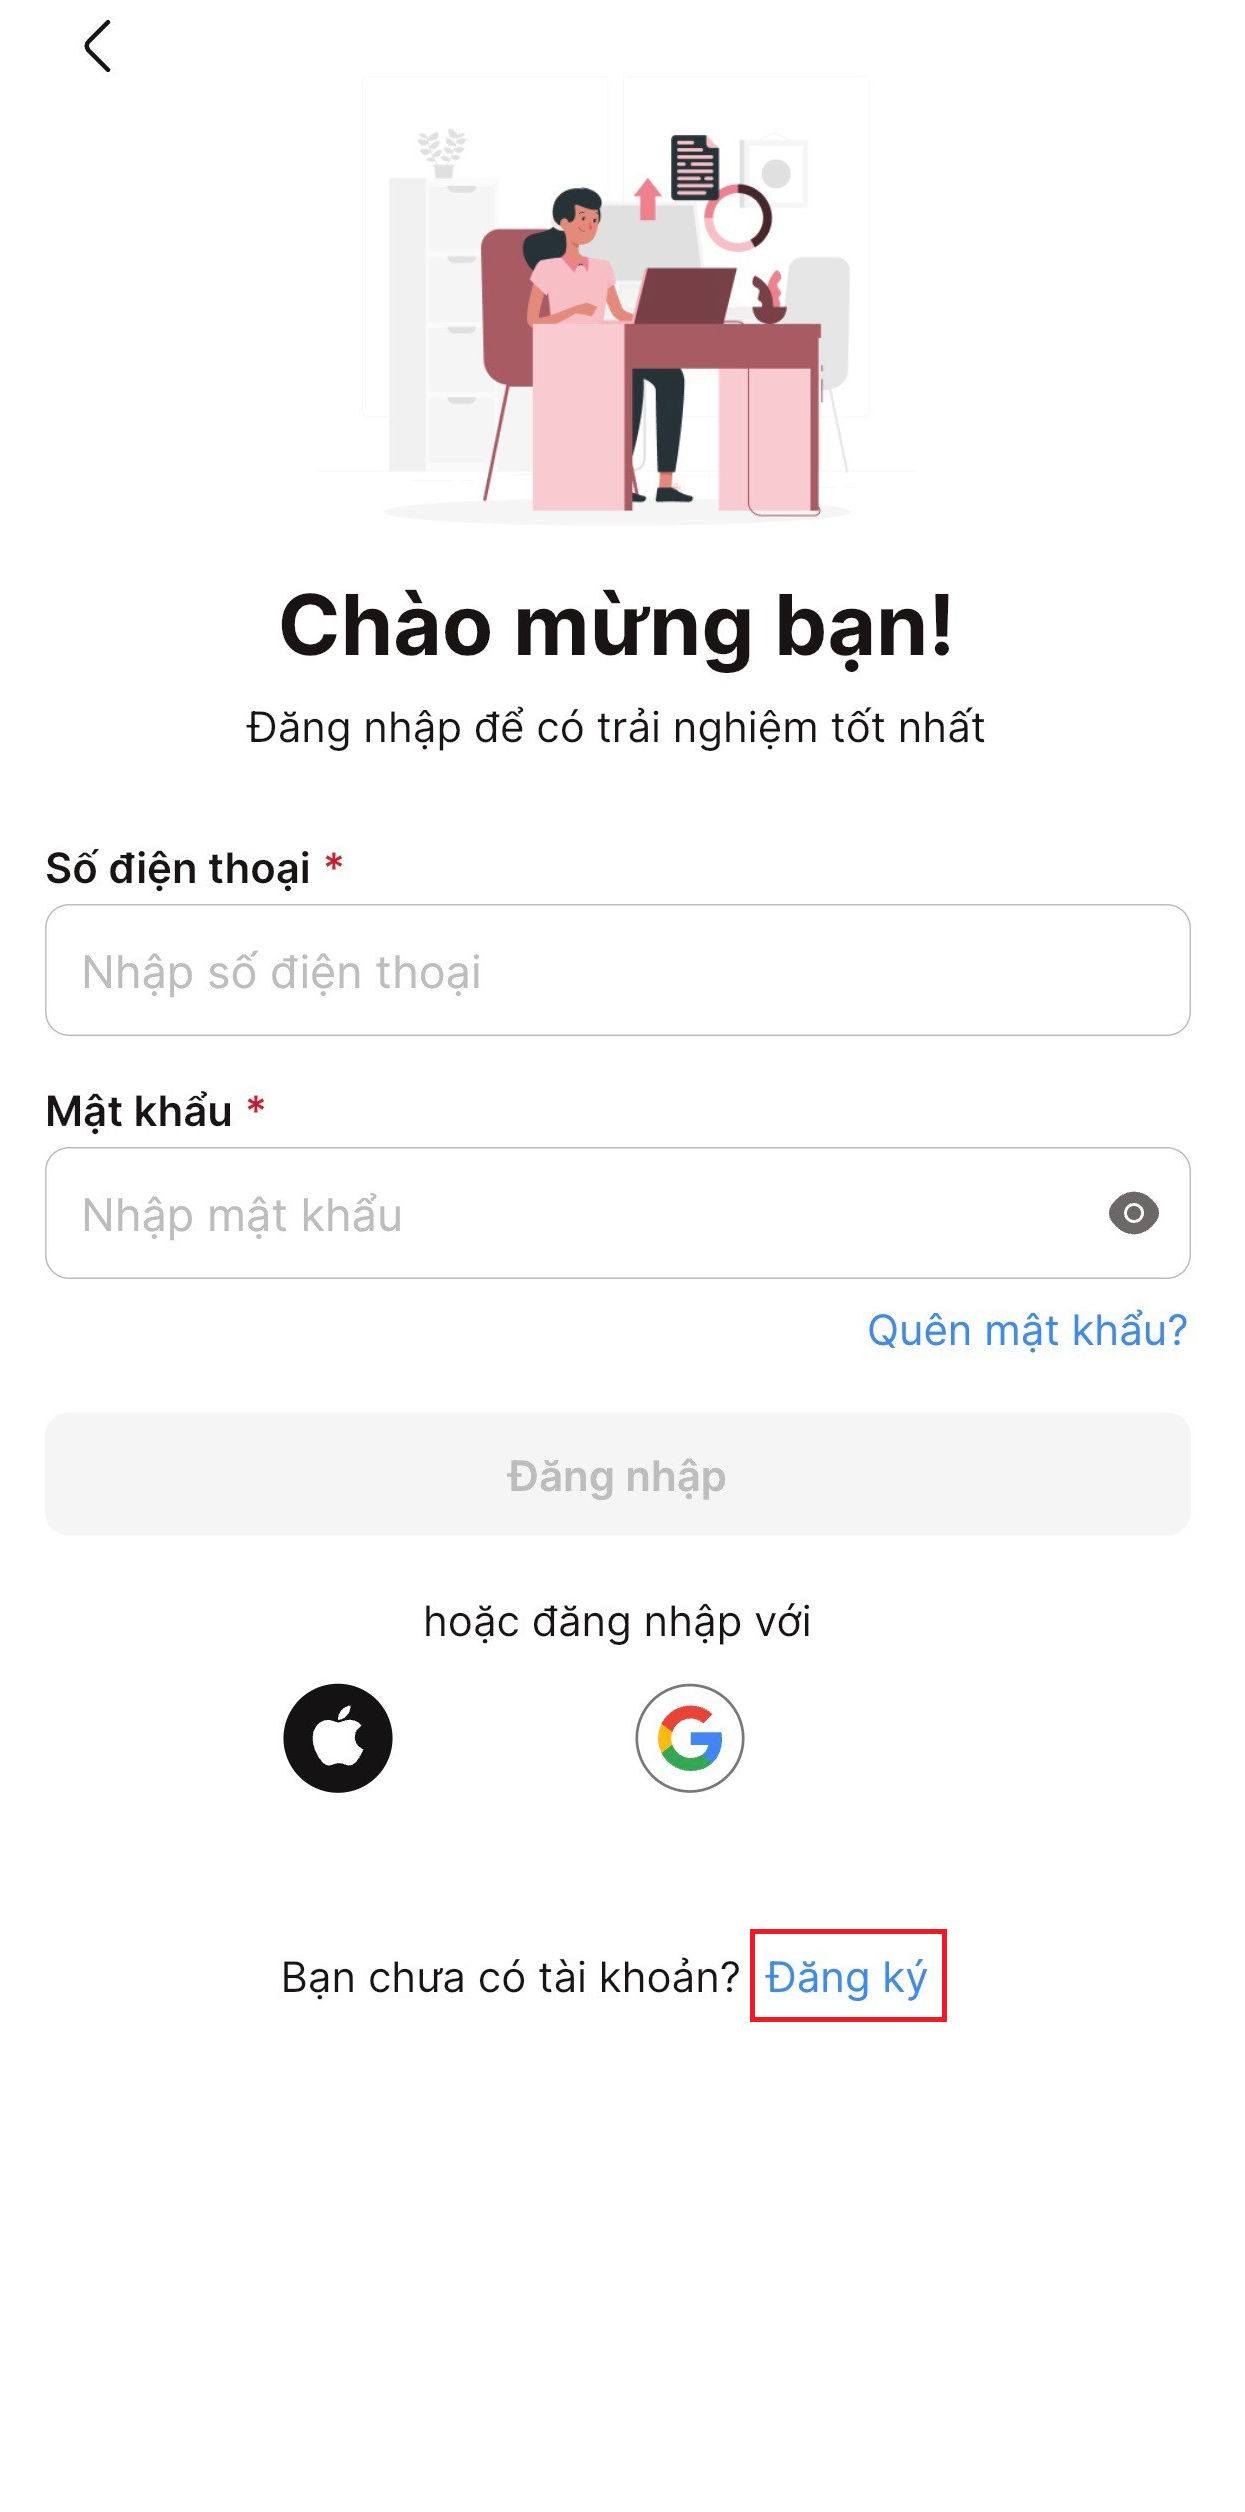 Chào mừng bạn!
Đăng nhập để có trải nghiệm tốt nhất
Số điện thoại *
Nhập số điện thoại
Mật khẩu *
Nhập mật khẩu
Quên mật khẩu?
Đăng nhập
hoặc đăng nhập với
Bạn chưa có tài khoản? Đăng ký